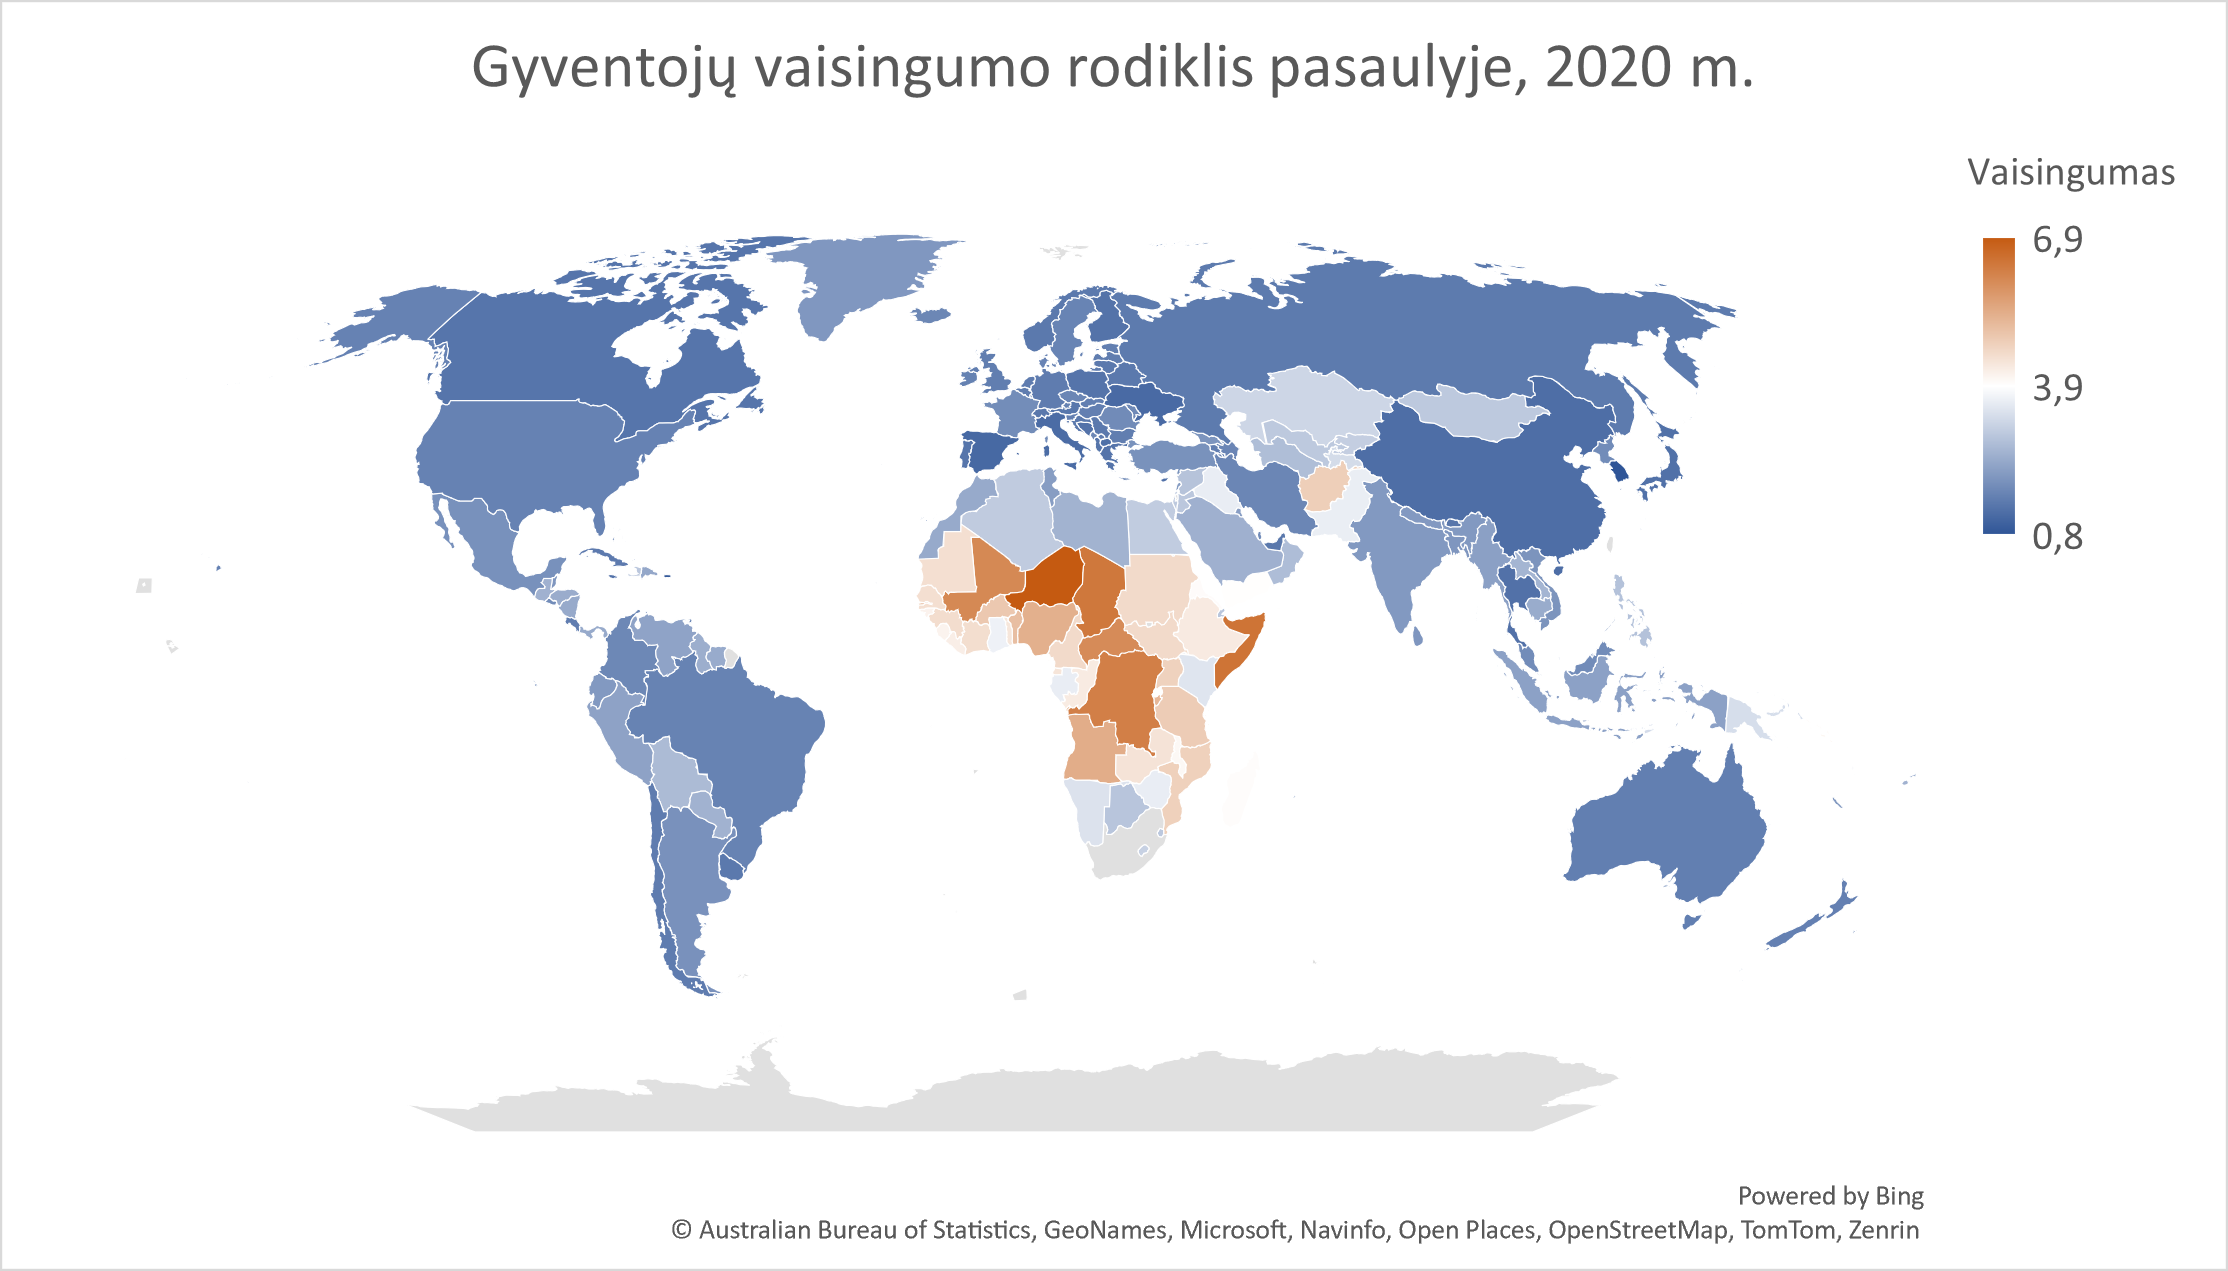 Gyventojų vaisingumo rodiklis pasaulyje, 2020 m.
Vaisingumas
6,9
3,9
0,8
Powered by Bing
© Australian Bureau of Statistics, GeoNames, Microsoft, Navinfo, Open Places, OpenStreetMap, TomTom, Zenrin